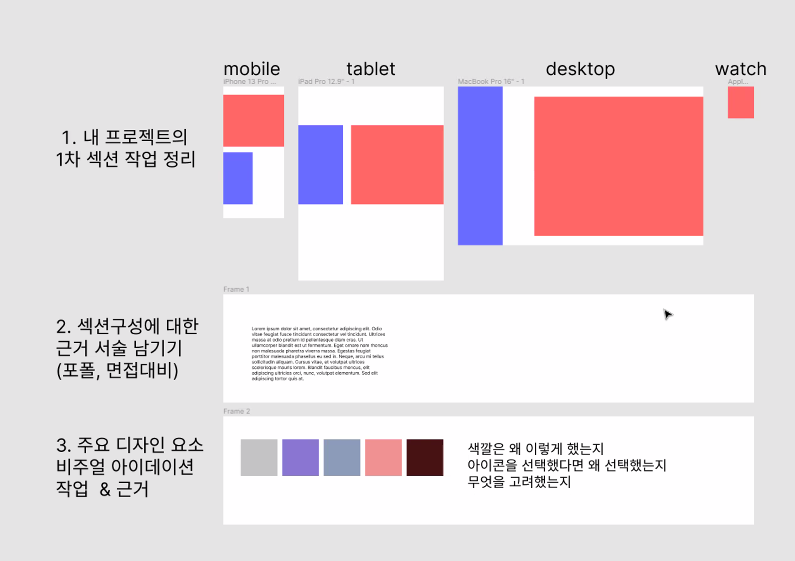 mobile
tablet
desktop
watch
iPhone 13 Pro ...
iPad Pro 12.9" - 1
MacBook Pro 16" - 1
Appl...
1. 내 프로젝트의
1차 섹션 작업 정리
Frame 1
2. 섹션구성에 대한
근거 서술 남기기
(포폴, 면접대비)
Lorem ipsum dolor sit amet, consectetur adipiscing elit. Odio
vitae feugiat fusce tincidunt consectetur vel tincidunt. Ultrices
massa at odio pretium id pellentesque diam cras. Ut
ullamcorper blandit est ut fermentum. Eget ornare nam rhoncus
non malesuada pharetra viverra massa. Egestas feugiat
porttitor malesuada phasellus eu sed in. Neque, arcu mi tellus
sollicitudin aliquam. Cursus vitae, et volutpat ultrices
scelerisque mauris lorem. Blandit faucibus rhoncus, elit
adipiscing ultricies orci, nunc, volutpat elementum. Sed elit
adipiscing tortor quis at.
Frame 2
3. 주요 디자인 요소
비주얼 아이데이션
작업 & 근거
색깔은 왜 이렇게 했는지
아이콘을 선택했다면 왜 선택했는지
무엇을 고려했는지